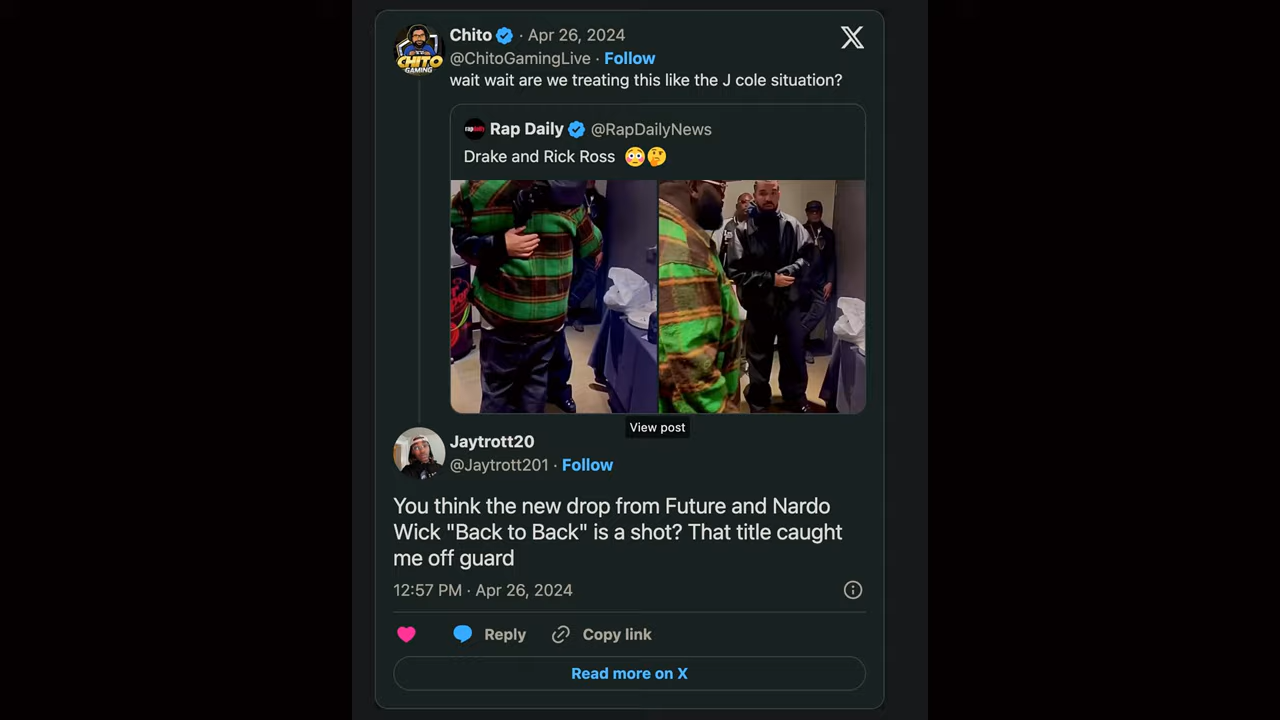 Chito · Apr 26, 2024
@ChitoGamingLive · Follow
wait wait are we treating this like the J cole situation?
Rap Daily @RapDailyNews
Drake and Rick Ross 😳🤔
View post
Jaytrott20
@Jaytrott201 · Follow
You think the new drop from Future and Nardo
Wick "Back to Back" is a shot? That title caught
me off guard
12:57 PM · Apr 26, 2024
Reply
Copy link
Read more on X
CHITO
GAMING